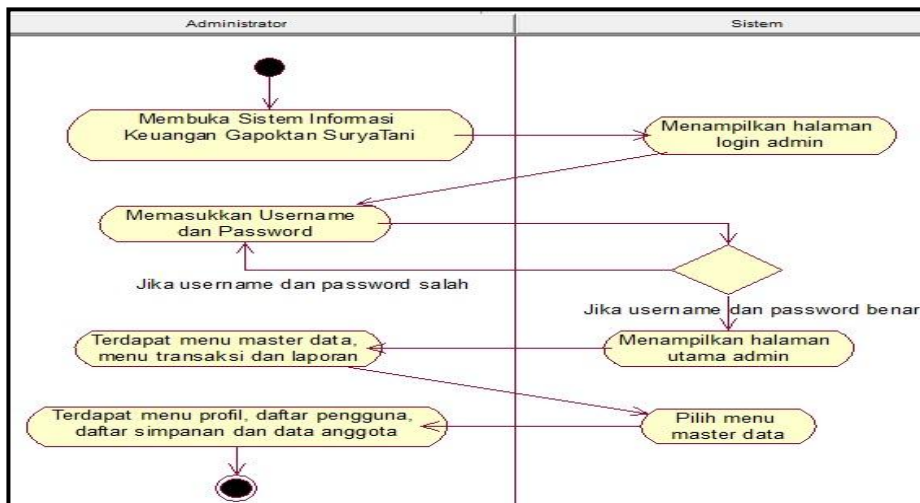 Administrator
Sistem
Membuka Sistem Informasi
Keuangan Gapoktan SuryaTani
Menampilkan halaman
login admin
Memasukkan Username
dan Password
Jika username dan password salah
Jika username dan password benar
Menampilkan halaman
utama admin
Terdapat menu master data,
menu transaksi dan laporan
Pilih menu
master data
Terdapat menu profil, daftar pengguna,
daftar simpanan dan data anggota